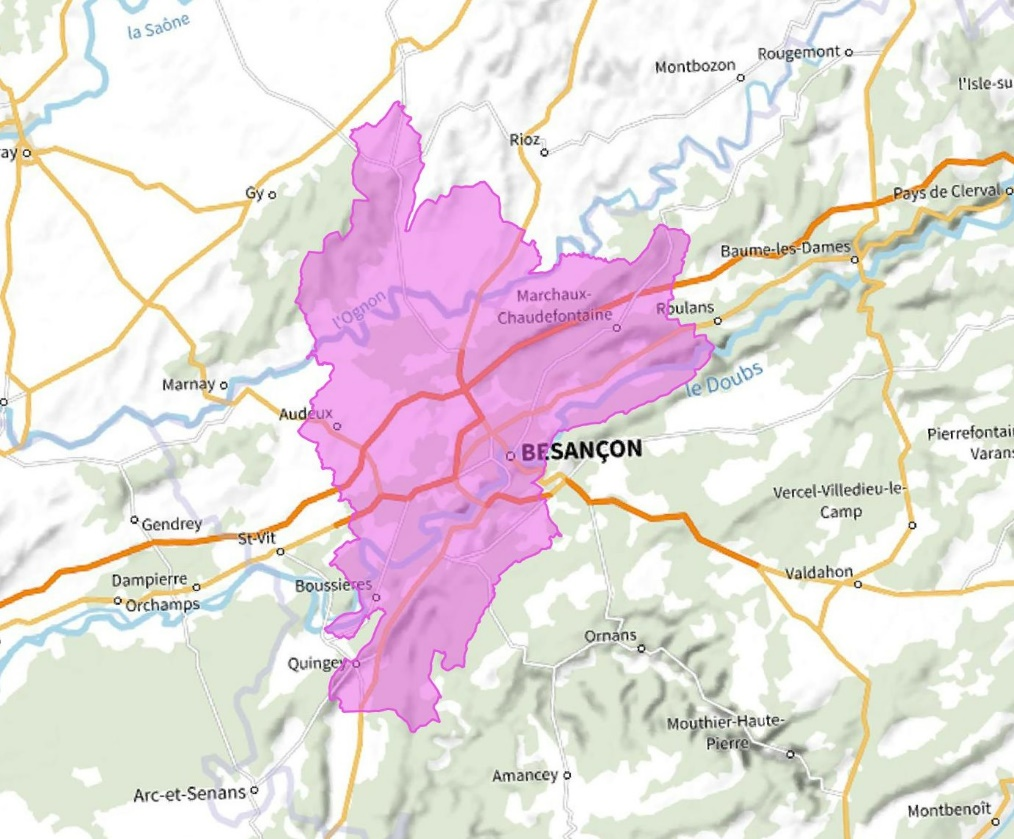 la Saône
Rougemont
Montbozon
l'Isle-su
Rioz
ay
Gy
Pays de Clerval
Baume-les-Dames
Marchaux-
Chaudefontaine
l'Ognon
Roulans
Marnay
le Doubs
Audeux
BESANÇON
Pierrefontain
Varans
Vercel-Villedieu-le-
Camp
Gendrey
St-Vit
Valdahon
Dampierre
Boussières
Orchamps
Ornans
Quingey
Mouthier-Haute-
Pierre
Amancey
Arc-et-Senans
Montbenoît